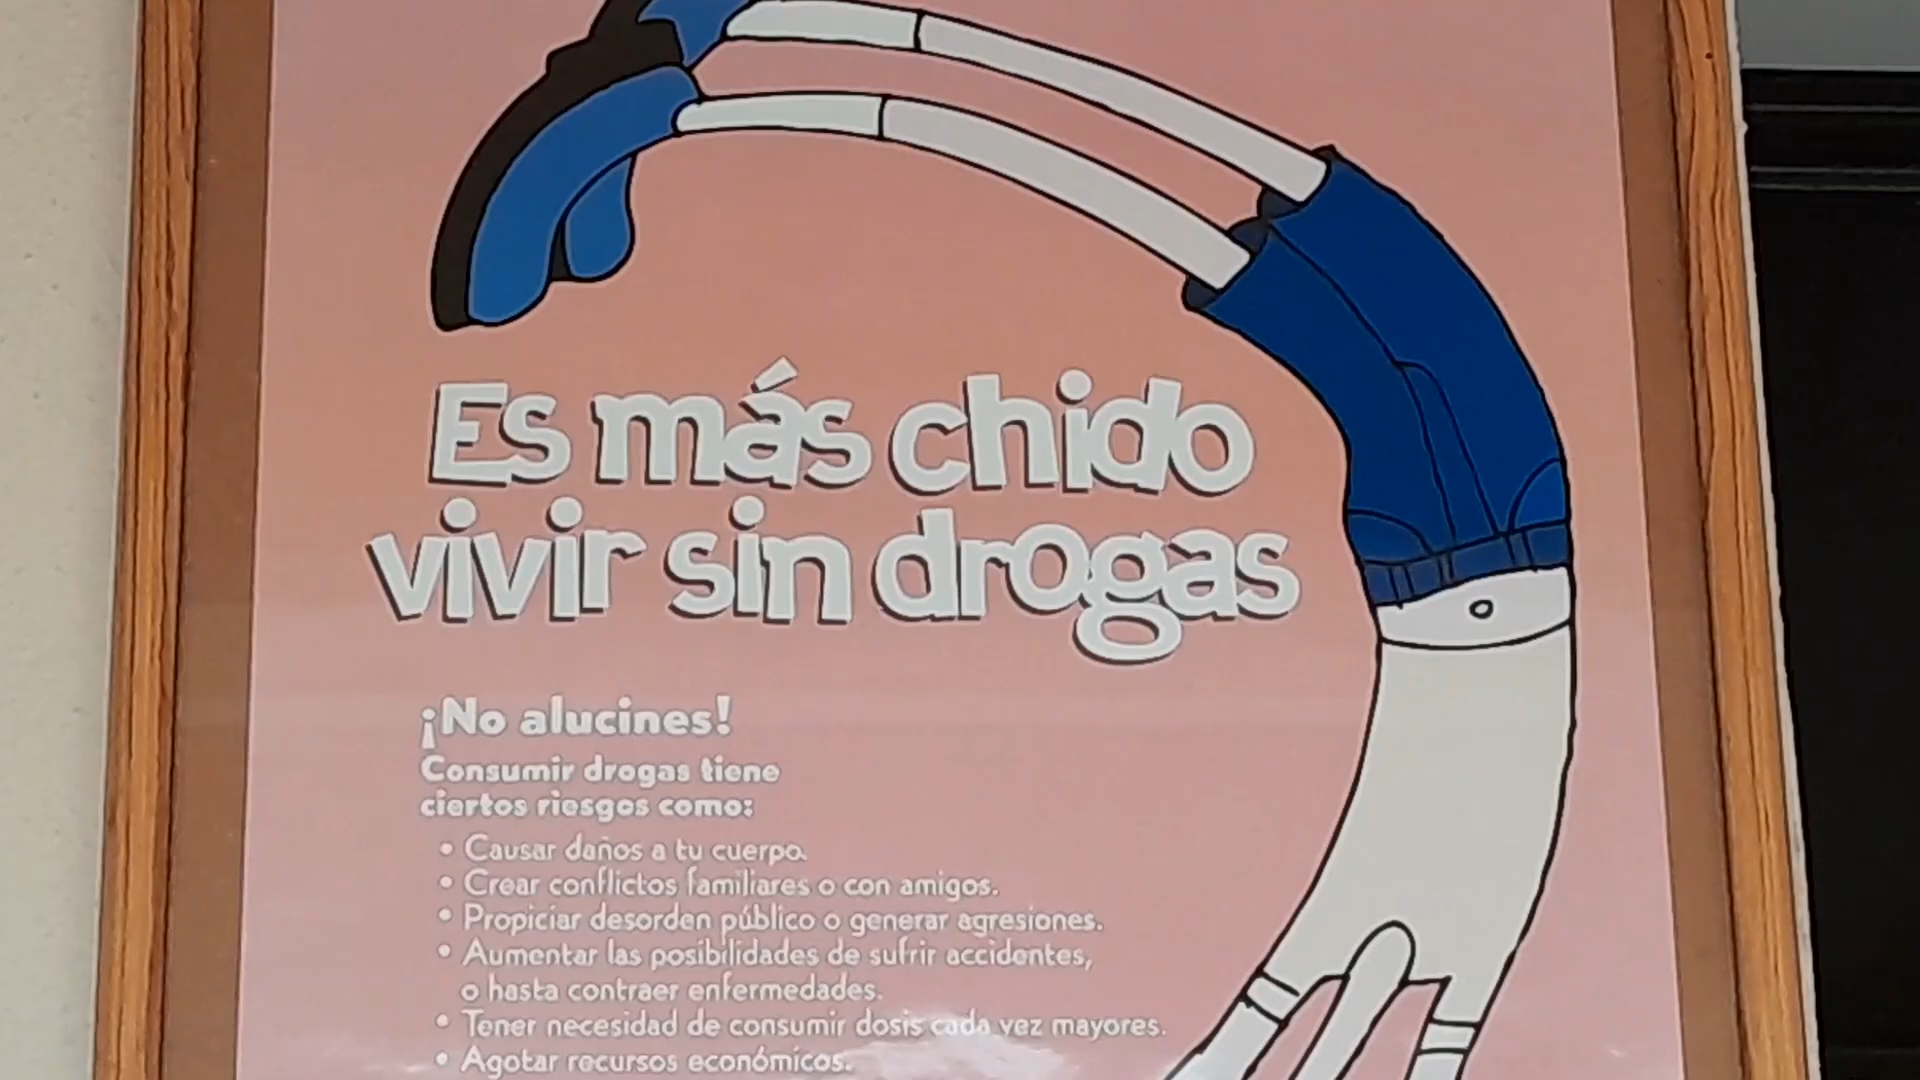 Es más chido
vivir sin drogas
¡No alucines!
Consumir drogas tiene
ciertos riesgos como:
• Causar daños a tu cuerpo.
• Crear conflictos familiares o con amigos.
• Propiciar desorden público o generar agresiones.
• Aumentar las posibilidades de sufrir accidentes,
o hasta contraer enfermedades.
• Tener necesidad de consumir dosis cada vez mayores.
• Agotar recursos económicos.